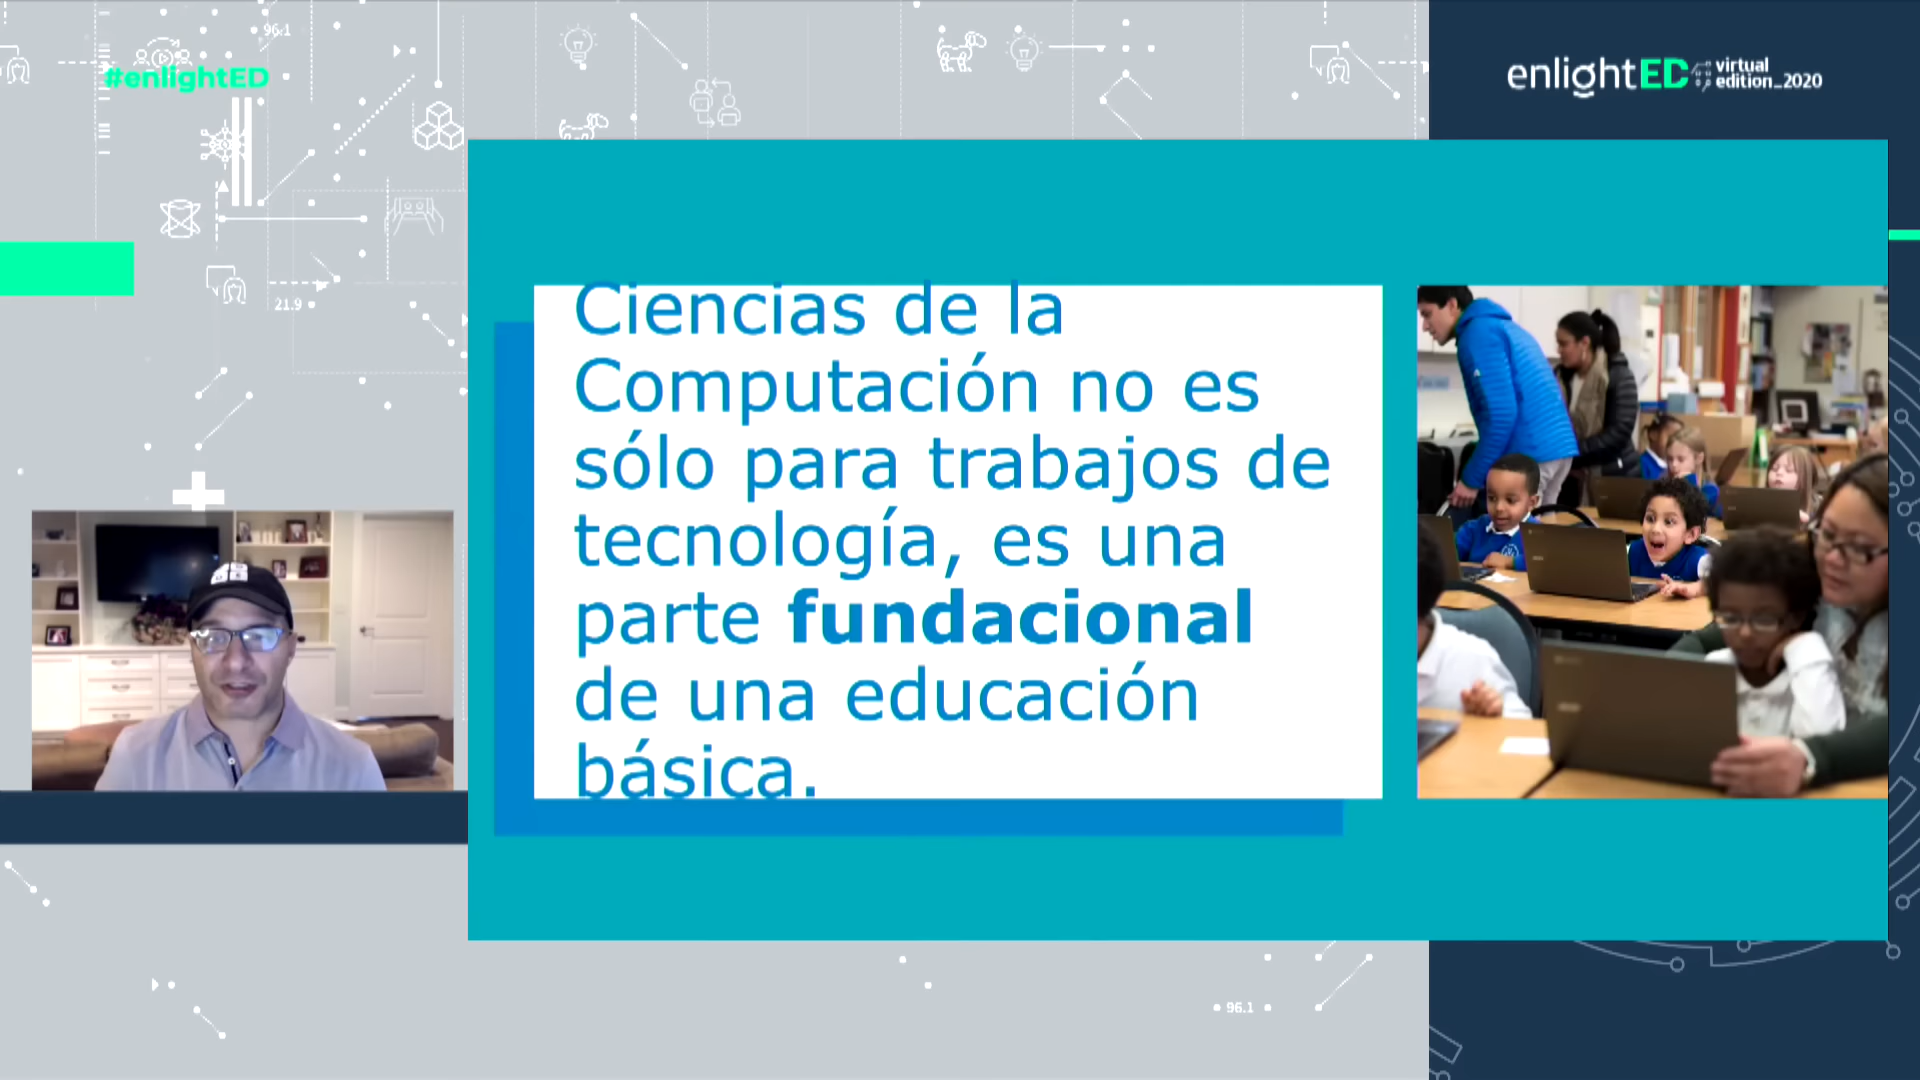 96.1
#enlightED
enlightED virtual edition_2020
21.9
Ciencias de la
Computación no es
sólo para trabajos de
tecnología, es una
parte fundacional
de una educación
básica.
96.1